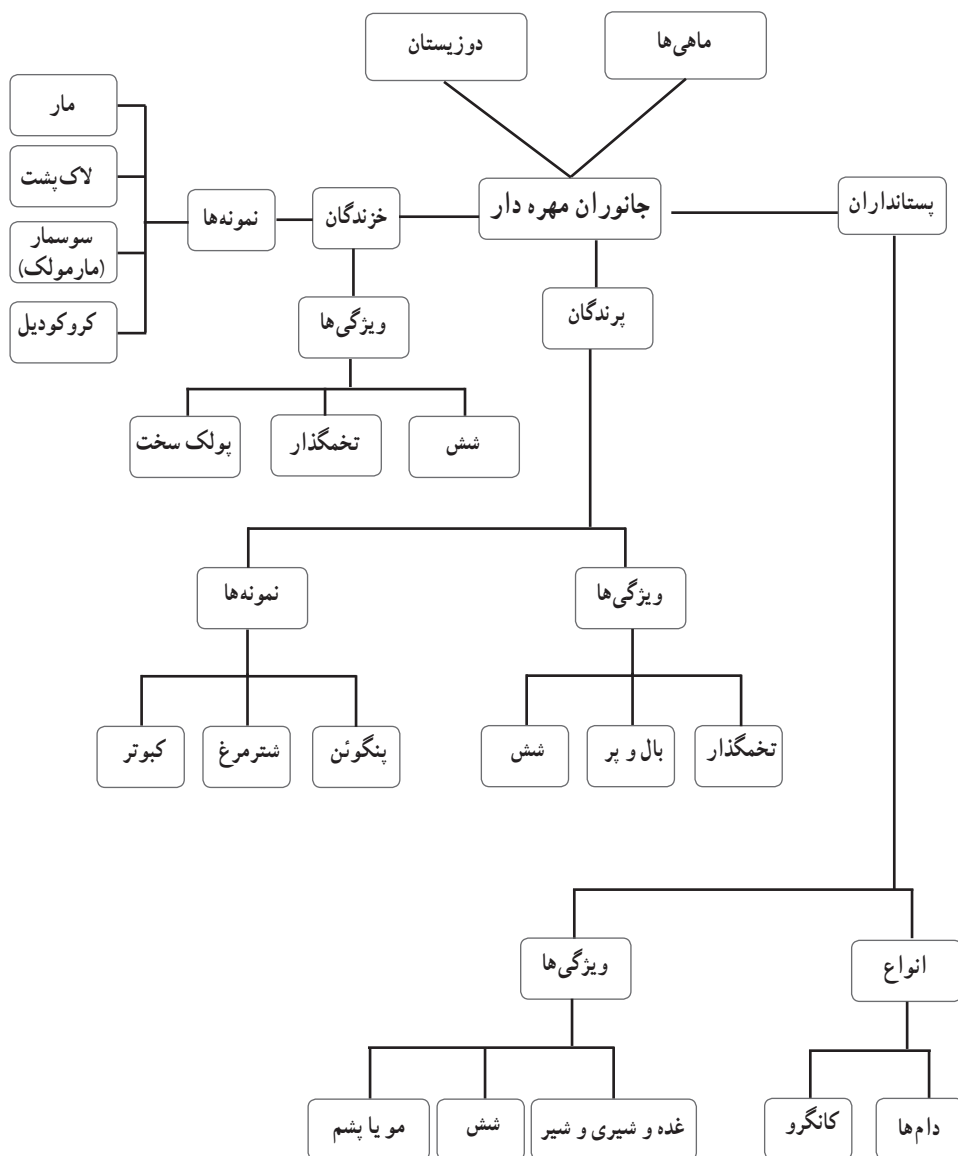 ماهی‌ها
دوزیستان
مار
لاک‌پشت
سوسمار
(مارمولک)
کروکودیل
نمونه‌ها
خزندگان
جانوران مهره دار
پستانداران
ویژگی‌ها
پرندگان
شش
تخمگذار
پولک سخت
ویژگی‌ها
نمونه‌ها
تخمگذار
بال و پر
شش
پنگوئن
شترمرغ
کبوتر
انواع
ویژگی‌ها
دام‌ها
کانگرو
غده و شیری و شیر
شش
مو یا پشم